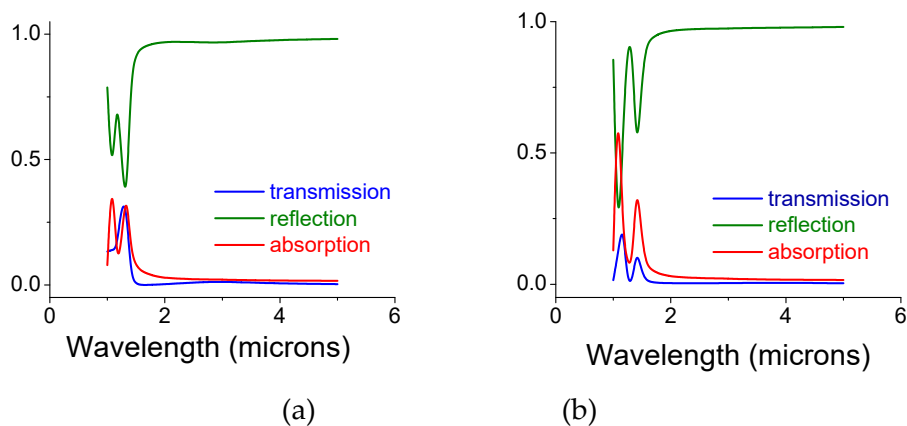 1.0
0.5
0.0
transmission
reflection
absorption
0 2 4 6
Wavelength (microns)
(a)
1.0
0.5
0.0
transmission
reflection
absorption
0 2 4 6
Wavelength (microns)
(b)